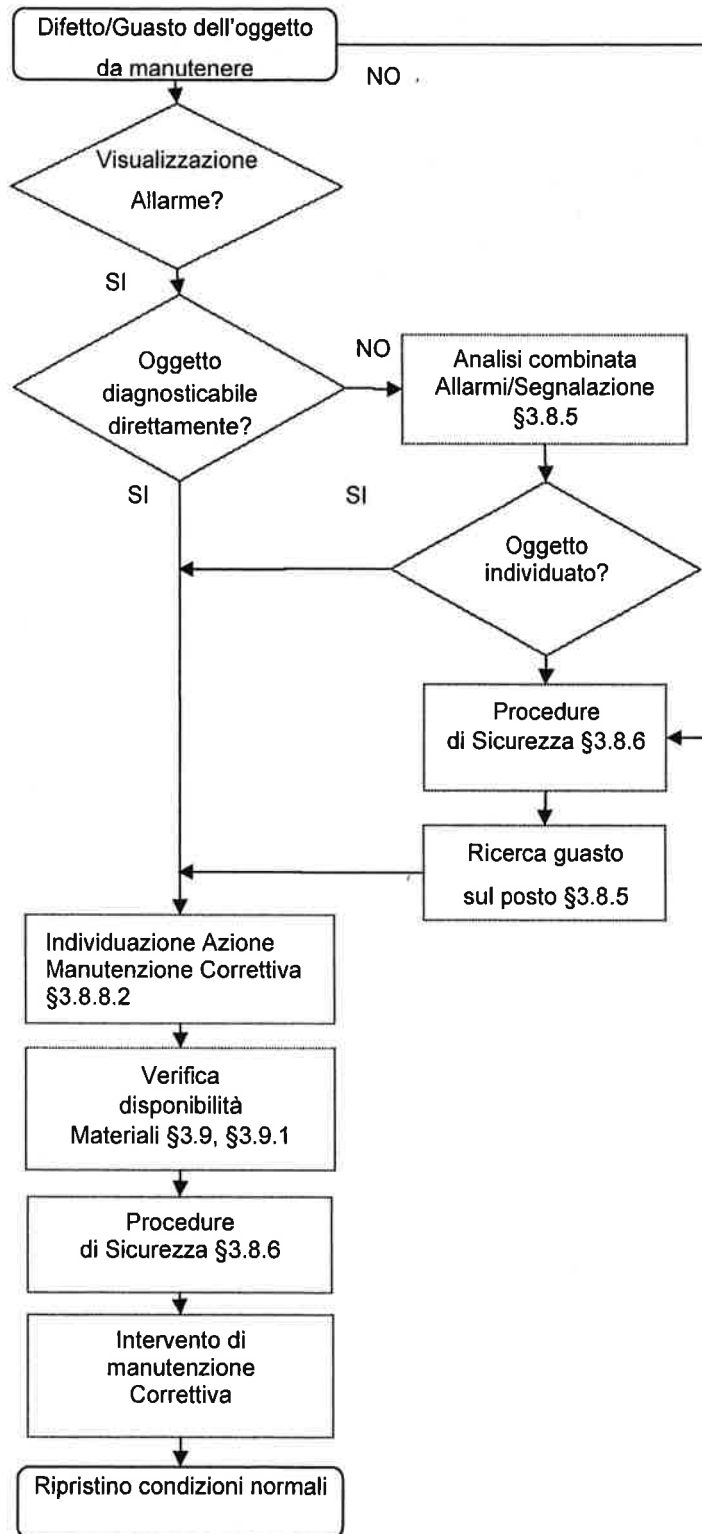 Difetto/Guasto dell'oggetto
da manutenere
NO
Visualizzazione
Allarme?
SI
Oggetto
diagnosticabile
direttamente?
NO
Analisi combinata
Allarmi/Segnalazione
§3.8.5
SI
SI
Oggetto
individuato?
Procedure
di Sicurezza §3.8.6
Ricerca guasto
sul posto §3.8.5
Individuazione Azione
Manutenzione Correttiva
§3.8.8.2
Verifica
disponibilità
Materiali §3.9, §3.9.1
Procedure
di Sicurezza §3.8.6
Intervento di
manutenzione
Correttiva
Ripristino condizioni normali